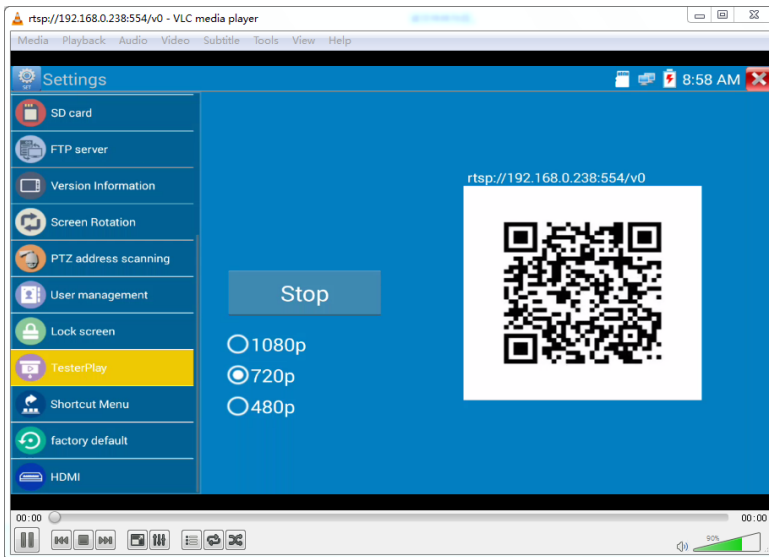 rtsp://192.168.0.238:554/v0 - VLC media player
Media Playback Audio Video Subtitle Tools View Help
SET
Settings
8:58 AM
SD card
FTP server
Version Information
Screen Rotation
PTZ address scanning
User management
Lock screen
TesterPlay
Shortcut Menu
factory default
HDMI
Stop
1080p
720p
480p
rtsp://192.168.0.238:554/v0
00:00
00:00
90%